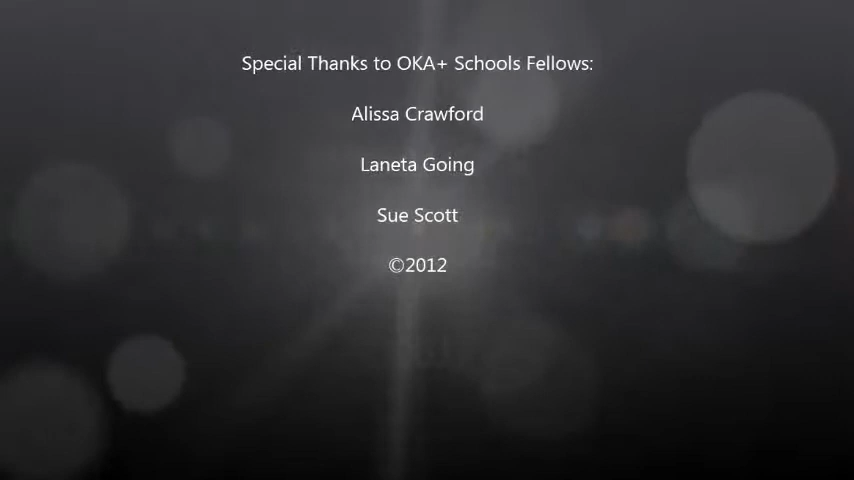 Special Thanks to OKA+ Schools Fellows:
Alissa Crawford
Laneta Going
Sue Scott
©2012